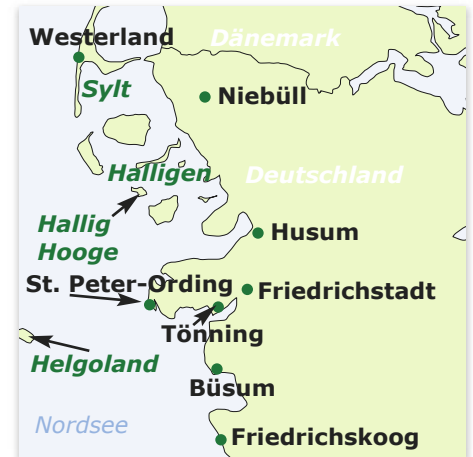 Dänemark
Westerland
Sylt
Niebüll
Halligen
Deutschland
Hallig
Hooge
Husum
St. Peter-Ording
Friedrichstadt
Tönning
Helgoland
Büsum
Nordsee
Friedrichskoog